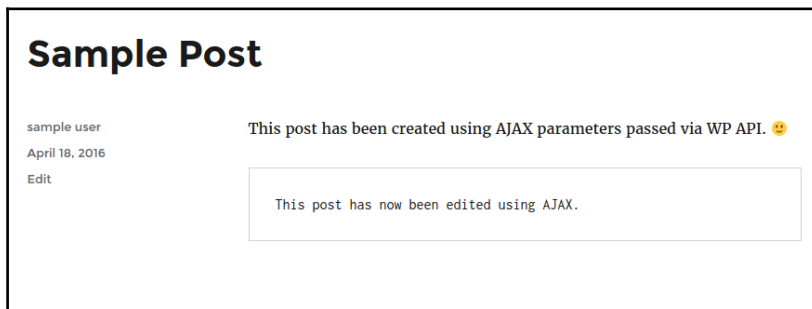 Sample Post
sample user
April 18, 2016
Edit
This post has been created using AJAX parameters passed via WP API. 🙂
This post has now been edited using AJAX.